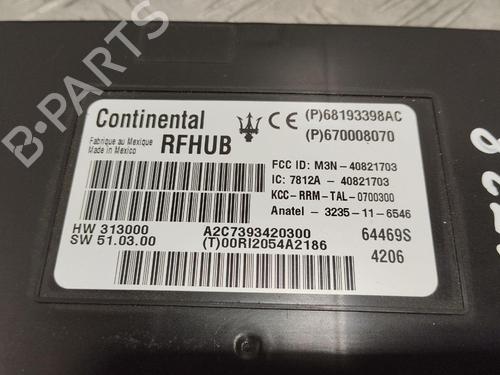 Continental
CE
(P)68193398AC
Fabriqué au Mexique
Made in Mexico
RFHUB
(P)670008070
FCC ID: M3N-40821703
IC: 7812A - 40821703
KCC-RRM-TAL-0700300
Anatel - 3235-11-6546
HW 313000
A2C7393420300
64469S
SW 51.03.00
(T)00RI2054A2186
4206
B-PARTS